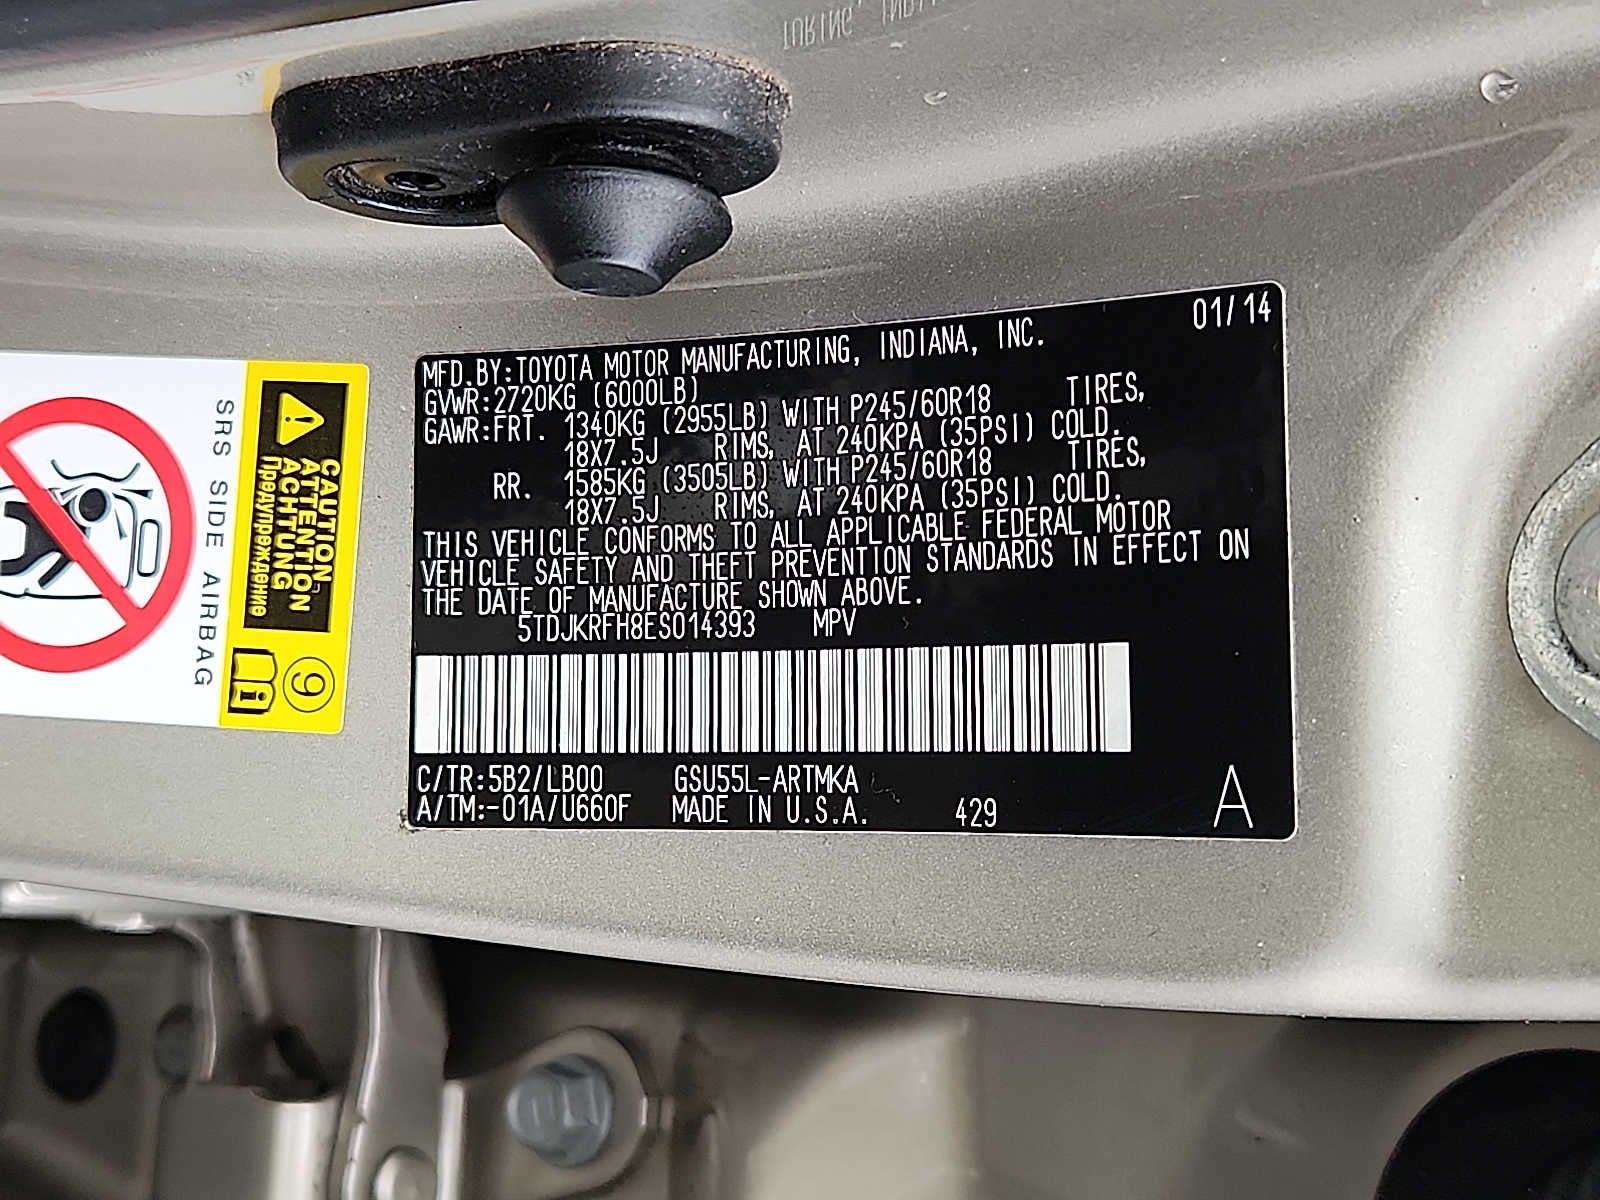 01/14
MFD.BY:TOYOTA MOTOR MANUFACTURING, INDIANA, INC.
GVWR:2720KG (6000LB)
GAWR:FRT. 1340KG (2955LB) WITH P245/60R18 TIRES,
18X7.5J RIMS, AT 240KPA (35PSI) COLD.
RR. 1585KG (3505LB) WITH P245/60R18 TIRES,
18X7.5J RIMS, AT 240KPA (35PSI) COLD.
THIS VEHICLE CONFORMS TO ALL APPLICABLE FEDERAL MOTOR
VEHICLE SAFETY AND THEFT PREVENTION STANDARDS IN EFFECT ON
THE DATE OF MANUFACTURE SHOWN ABOVE.
5TDJKRFH8ES014393 MPV
C/TR:5B2/LB00 GSU55L-ARTMKA
A/TM:-01A/U660F MADE IN U.S.A. 429 A
CAUTION
ATTENTION
ACHTUNG
Предупреждение
9
SRS SIDE AIRBAG